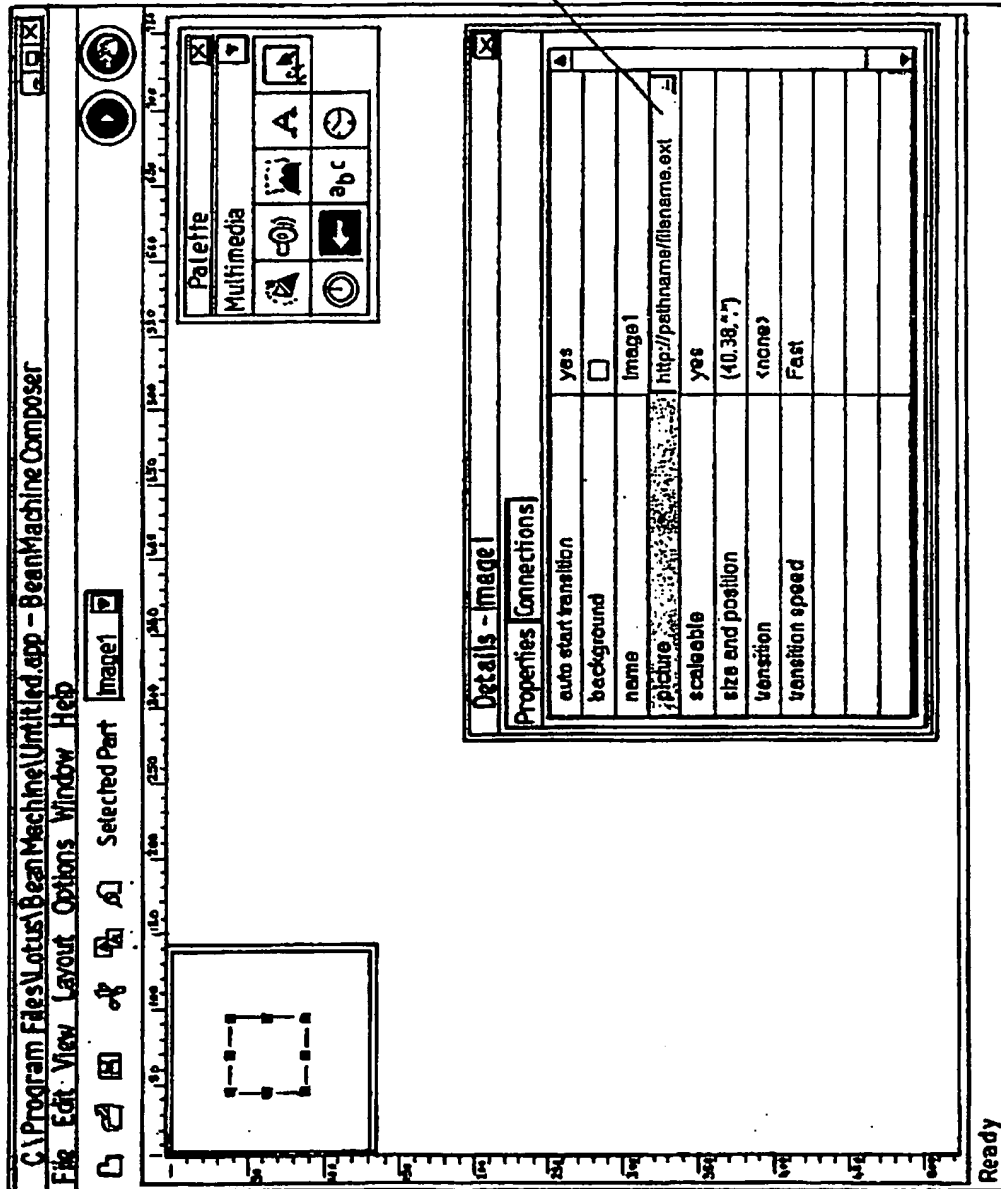 C:\Program Files\Lotus\BeanMachine\Untitled.app - BeanMachine Composer
File Edit View Layout Options Window Help
Selected Part Image1
Palette
Multimedia
A
abc
Details - Image1
Properties Connections
auto start transition yes
background
name Image1
picture http://pathname/filename.ext
scaleable yes
size and position
transition <none>
transition speed Fast
Ready